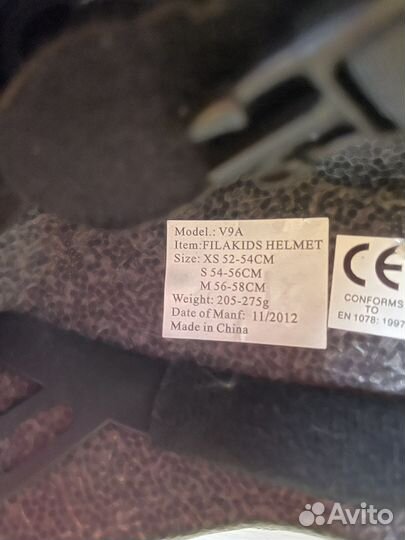 Model.: V9A
Item:FILAKIDS HELMET
Size: XS 52-54CM
S 54-56CM
M 56-58CM
Weight: 205-275g
Date of Manf: 11/2012
Made in China
CE
CONFORMS
TO
EN 1078: 1997
Avito